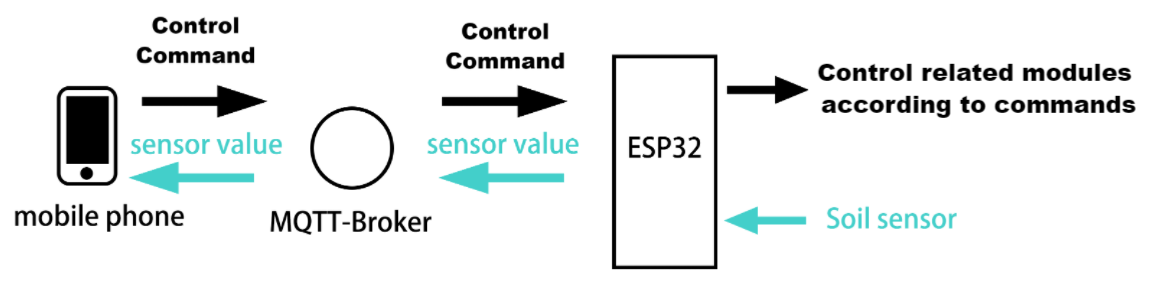 Control
Command
Control
Command
Control related modules
according to commands
sensor value
sensor value
ESP32
mobile phone
MQTT-Broker
Soil sensor